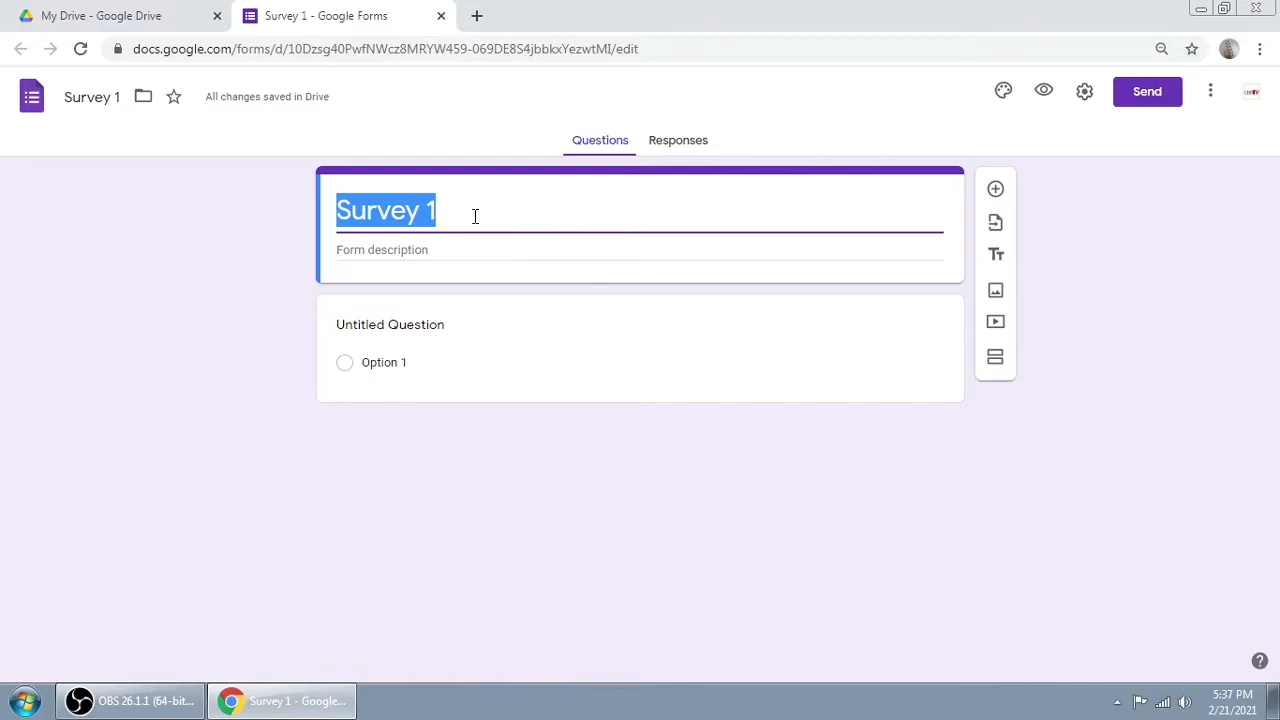 My Drive - Google Drive
Survey 1 - Google Forms
docs.google.com/forms/d/10Dzsg40PwfNWcz8MRYW459-069DE8S4jbbkxYezwtMI/edit
Survey 1
All changes saved in Drive
Send
Questions
Responses
Survey 1
Form description
Untitled Question
Option 1
Tт
OBS 26.1.1 (64-bit...
Survey 1 - Google...
5:37 PM
2/21/2021